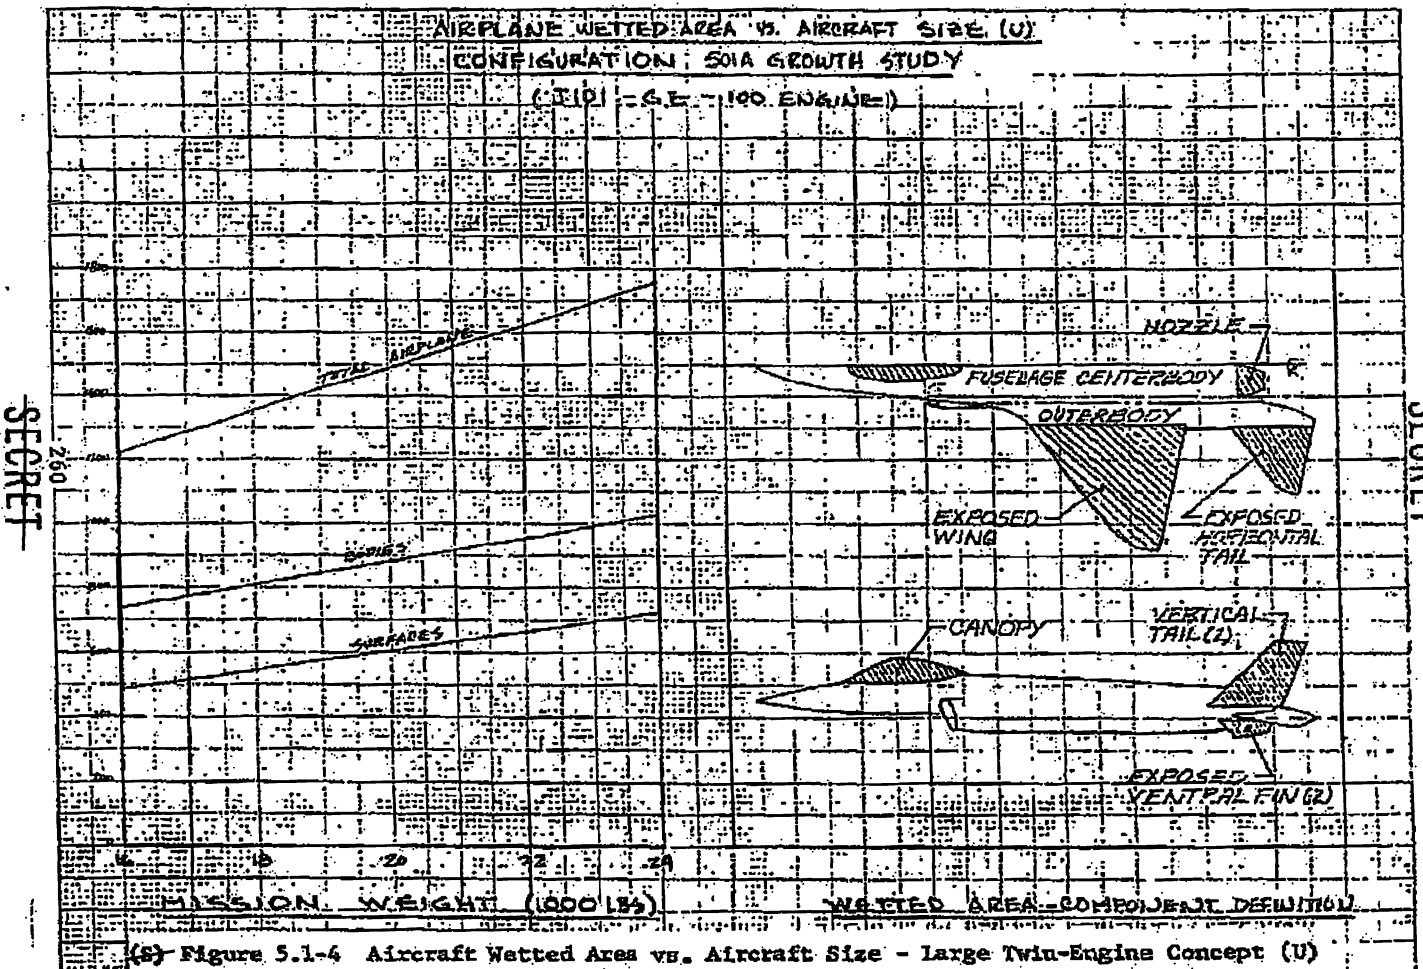 AIRPLANE WETTED AREA VS. AIRCRAFT SIZE (U)
CONFIGURATION: 501A GROWTH STUDY
(J101-GE-100 ENGINE)
TOTAL AIRPLANE
BODIES
SURFACES
16 18 20 22 24
MISSION WEIGHT (1000 LBS)
NOZZLE
FUSELAGE CENTERBODY
OUTERBODY
EXPOSED
WING
EXPOSED
HORIZONTAL
TAIL
CANOPY
VERTICAL
TAIL (2)
EXPOSED
VENTRAL FIN (2)
WETTED AREA-COMPONENT DEFINITION
(S) Figure 5.1-4 Aircraft Wetted Area vs. Aircraft Size - Large Twin-Engine Concept (U)
260
SECRET